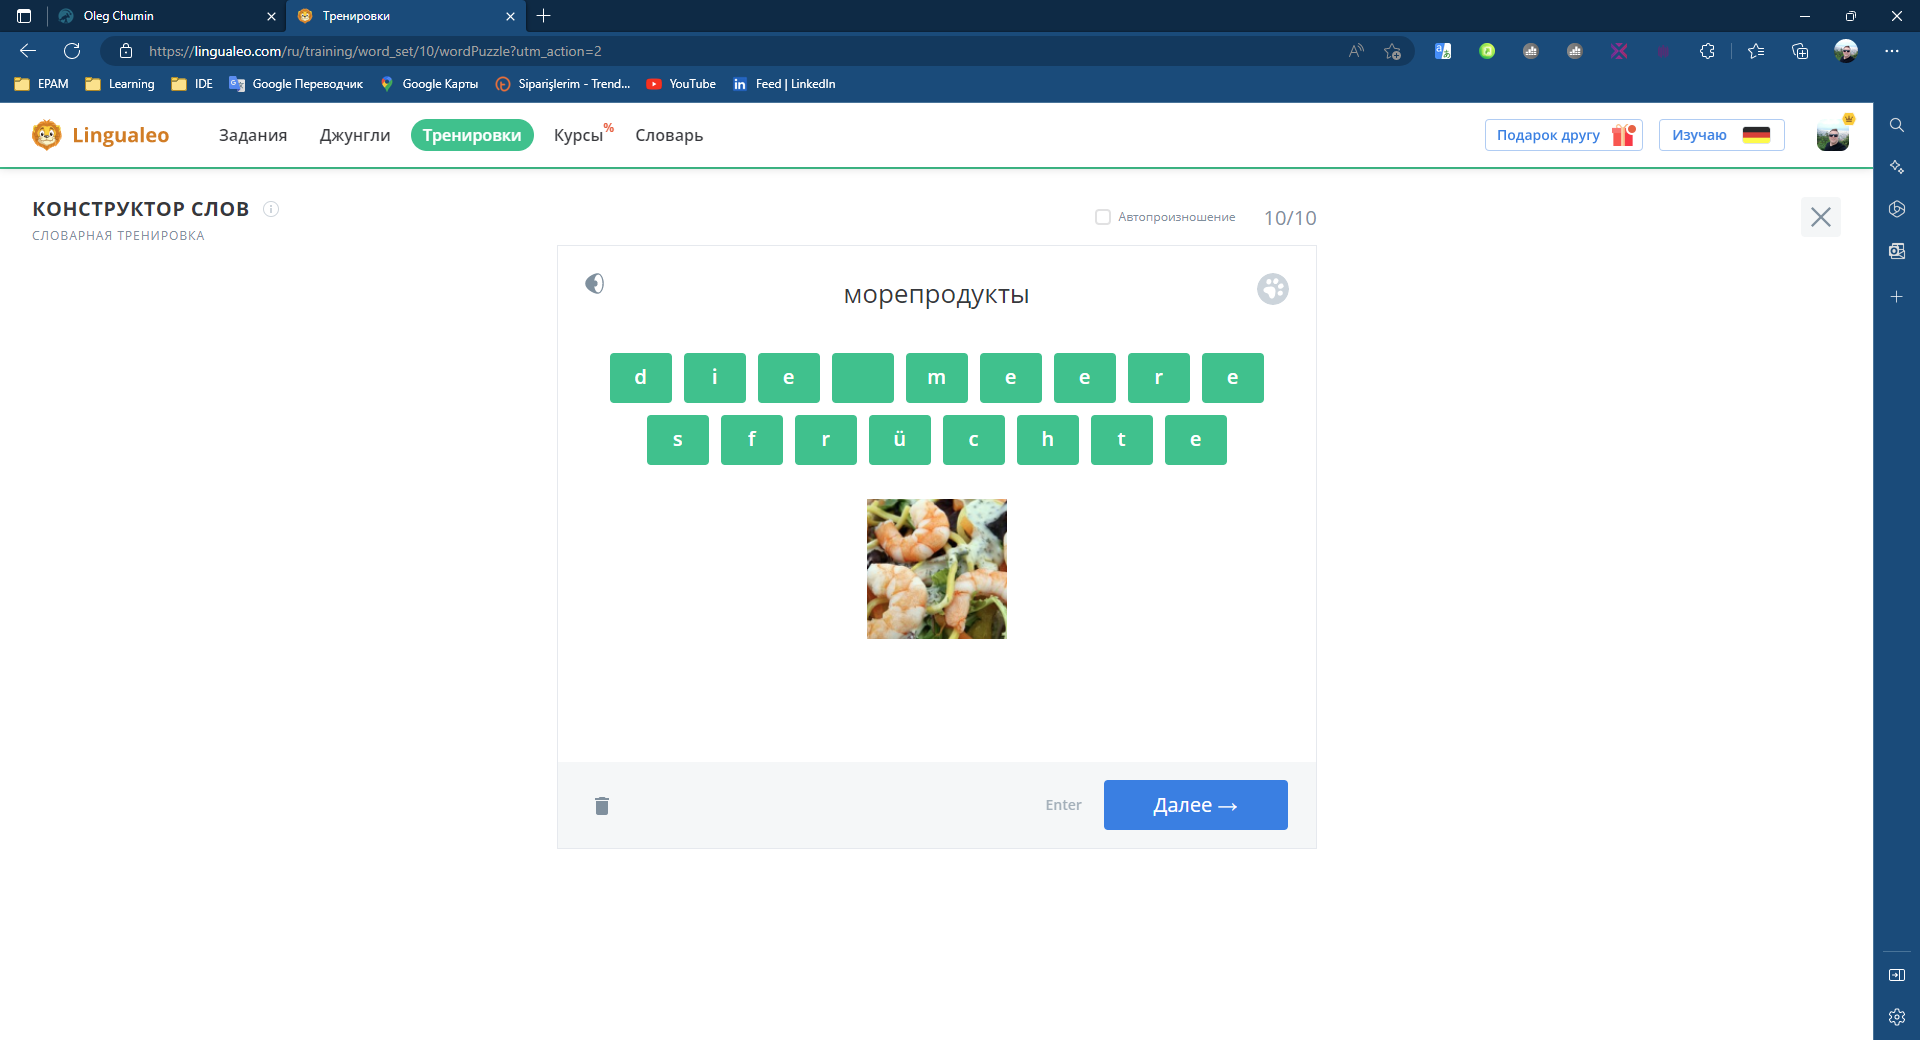 Oleg Chumin
Тренировки
https://lingualeo.com/ru/training/word_set/10/wordPuzzle?utm_action=2
EPAM Learning IDE Google Переводчик Google Карты Siparişlerim - Trend... YouTube Feed | LinkedIn
Lingualeo Задания Джунгли Тренировки Курсы% Словарь Подарок другу Изучаю
КОНСТРУКТОР СЛОВ
СЛОВАРНАЯ ТРЕНИРОВКА
Автопроизношение 10/10
морепродукты
d i e m e e r e
s f r ü c h t e
Enter Далее →